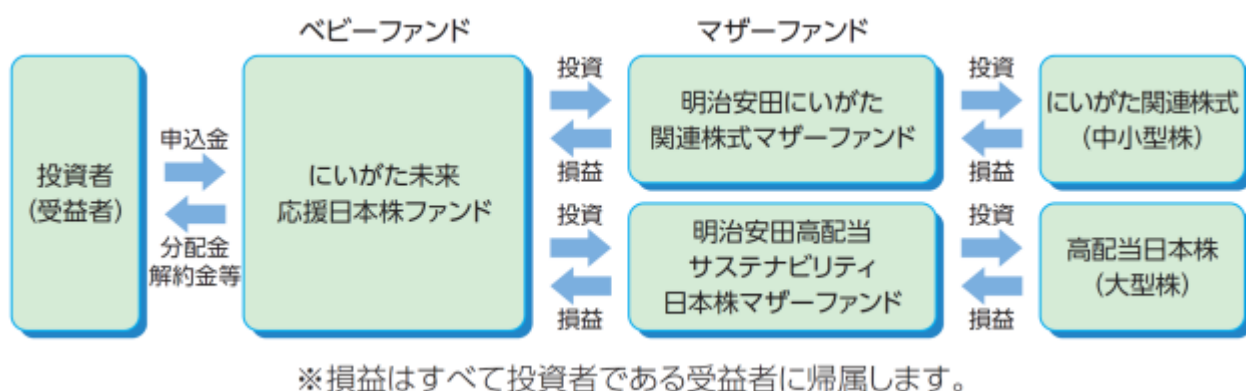 ベビーファンド
マザーファンド
投資者
(受益者)
申込金
分配金
解約金等
にいがた未来
応援日本株ファンド
投資
損益
明治安田にいがた
関連株式マザーファンド
投資
損益
にいがた関連株式
(中小型株)
投資
損益
明治安田高配当
サステナビリティ
日本株マザーファンド
投資
損益
高配当日本株
(大型株)
※損益はすべて投資者である受益者に帰属します。